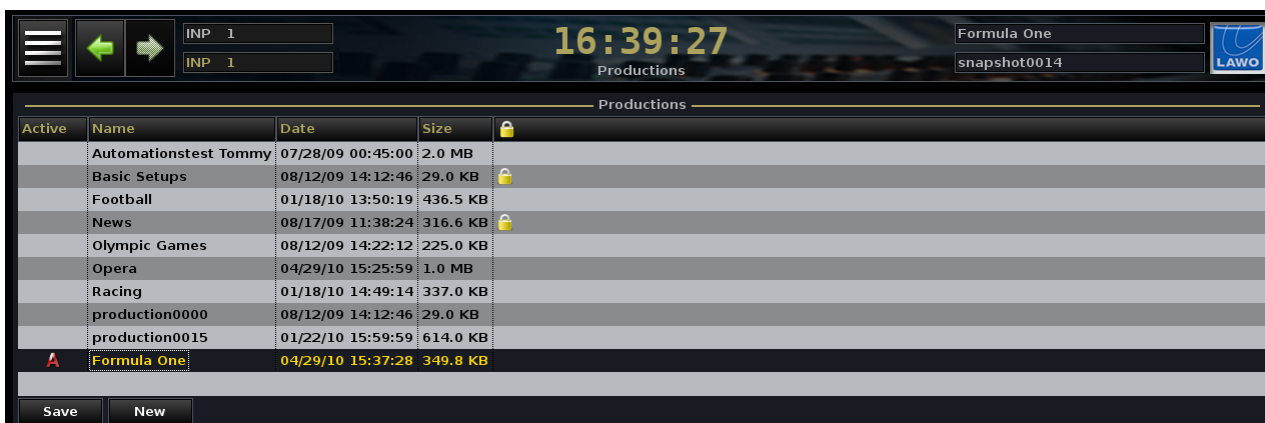 INP 1
INP 1
16:39:27
Productions
Formula One
snapshot0014
LAWO
Productions
Active Name Date Size
Automationstest Tommy 07/28/09 00:45:00 2.0 MB
Basic Setups 08/12/09 14:12:46 29.0 KB
Football 01/18/10 13:50:19 436.5 KB
News 08/17/09 11:38:24 316.6 KB
Olympic Games 08/12/09 14:22:12 225.0 KB
Opera 04/29/10 15:25:59 1.0 MB
Racing 01/18/10 14:49:14 337.0 KB
production0000 08/12/09 14:12:46 29.0 KB
production0015 01/22/10 15:59:59 614.0 KB
A Formula One 04/29/10 15:37:28 349.8 KB
Save New